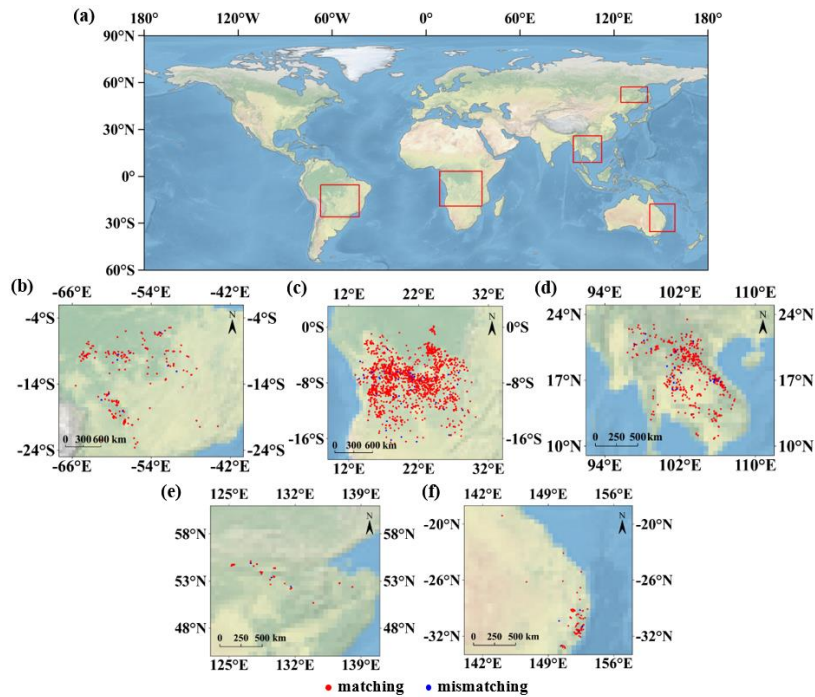 (a)
180° 120°W 60°W 0° 60°E 120°E 180°
90°N
60°N
30°N
0°
30°S
60°S
(b)
-66°E -54°E -42°E
-4°S -4°S
N
-14°S -14°S
0 300 600 km
-24°S -24°S
-66°E -54°E -42°E
(c)
12°E 22°E 32°E
0°S 0°S
N
-8°S -8°S
-16°S -16°S
0 300 600 km
12°E 22°E 32°E
(d)
94°E 102°E 110°E
24°N 24°N
N
17°N 17°N
0 250 500 km
10°N 10°N
94°E 102°E 110°E
(e)
125°E 132°E 139°E
N
58°N 58°N
53°N 53°N
0 250 500 km
48°N 48°N
125°E 132°E 139°E
(f)
142°E 149°E 156°E
N
-20°N -20°N
-26°N -26°N
0 250 500 km
-32°N -32°N
142°E 149°E 156°E
matching mismatching